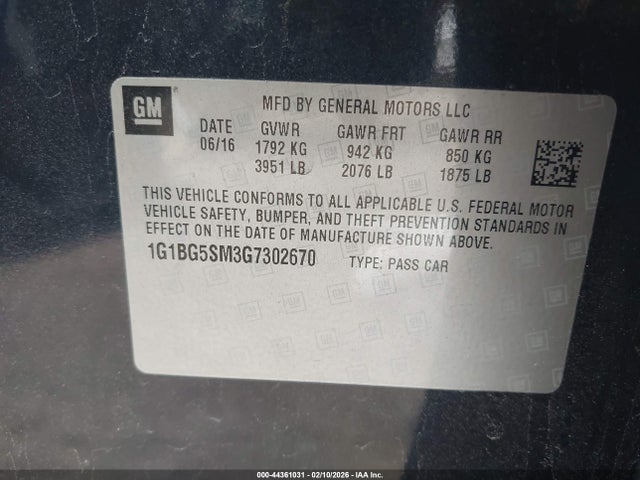 GM
MFD BY GENERAL MOTORS LLC
DATE GVWR GAWR FRT GAWR RR
06/16 1792 KG 942 KG 850 KG
3951 LB 2076 LB 1875 LB
THIS VEHICLE CONFORMS TO ALL APPLICABLE U.S. FEDERAL MOTOR
VEHICLE SAFETY, BUMPER, AND THEFT PREVENTION STANDARDS IN
EFFECT ON THE DATE OF MANUFACTURE SHOWN ABOVE.
1G1BG5SM3G7302670 TYPE: PASS CAR
000-44361031 - 02/10/2026 - IAA Inc.